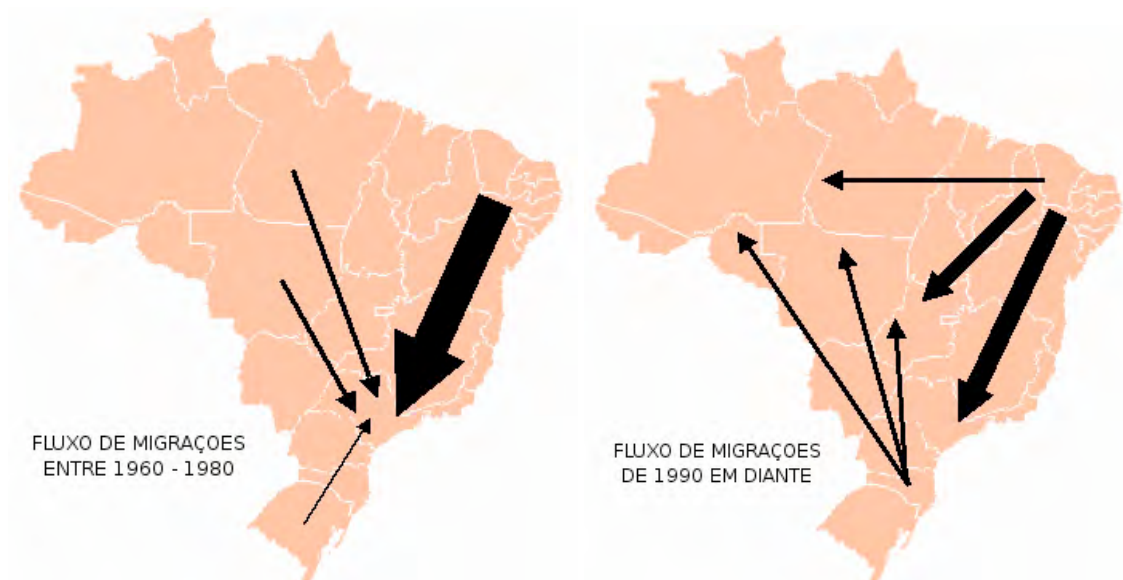 FLUXO DE MIGRAÇOES
ENTRE 1960 - 1980
FLUXO DE MIGRAÇOES
DE 1990 EM DIANTE